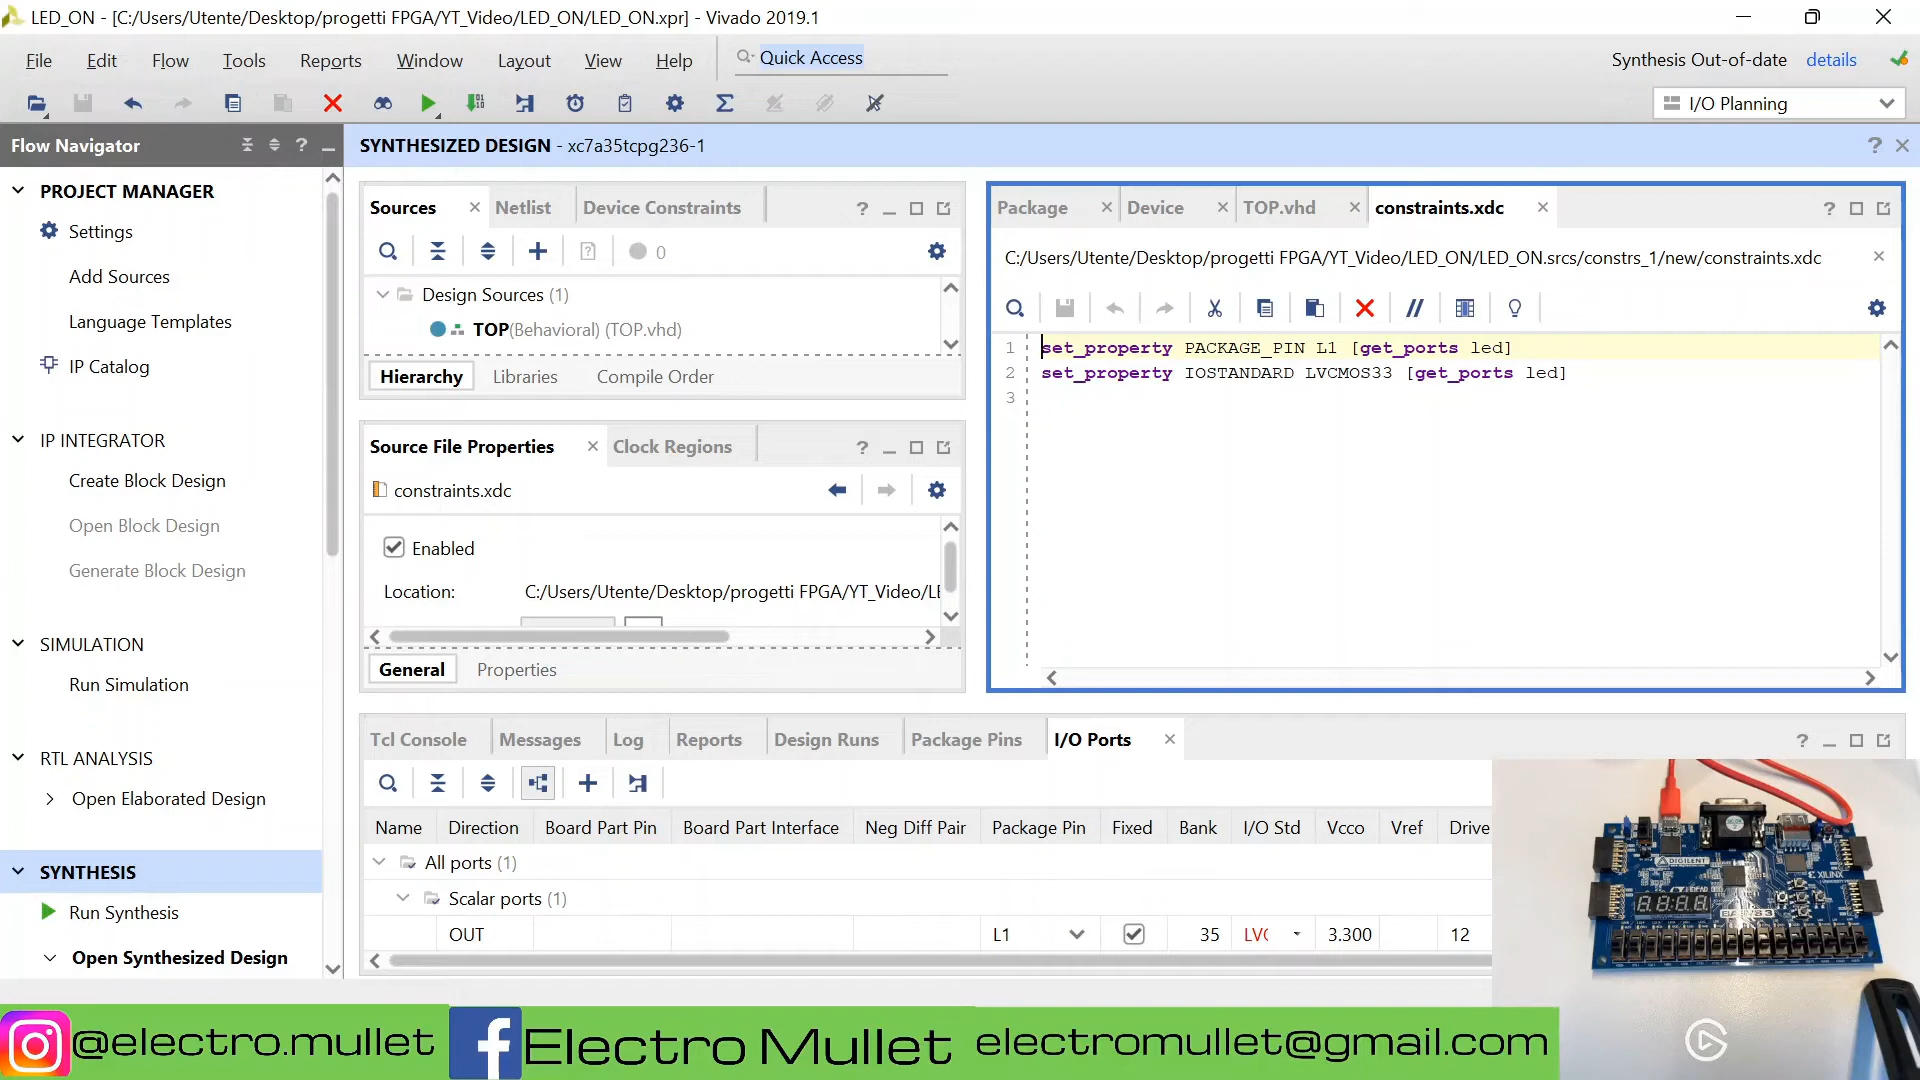 LED_ON - [C:/Users/Utente/Desktop/progetti FPGA/YT_Video/LED_ON/LED_ON.xpr] - Vivado 2019.1
File Edit Flow Tools Reports Window Layout View Help Quick Access Synthesis Out-of-date details
I/O Planning
Flow Navigator
SYNTHESIZED DESIGN - xc7a35tcpg236-1
PROJECT MANAGER
Settings
Add Sources
Language Templates
IP Catalog
IP INTEGRATOR
Create Block Design
Open Block Design
Generate Block Design
SIMULATION
Run Simulation
RTL ANALYSIS
Open Elaborated Design
SYNTHESIS
Run Synthesis
Open Synthesized Design
Sources Netlist Device Constraints
0
Design Sources (1)
TOP(Behavioral) (TOP.vhd)
Hierarchy Libraries Compile Order
Source File Properties Clock Regions
constraints.xdc
Enabled
Location: C:/Users/Utente/Desktop/progetti FPGA/YT_Video/LE
General Properties
Package Device TOP.vhd constraints.xdc
C:/Users/Utente/Desktop/progetti FPGA/YT_Video/LED_ON/LED_ON.srcs/constrs_1/new/constraints.xdc
1 set_property PACKAGE_PIN L1 [get_ports led]
2 set_property IOSTANDARD LVCMOS33 [get_ports led]
3
Tcl Console Messages Log Reports Design Runs Package Pins I/O Ports
Name Direction Board Part Pin Board Part Interface Neg Diff Pair Package Pin Fixed Bank I/O Std Vcco Vref Drive
All ports (1)
Scalar ports (1)
OUT L1 35 LVC 3.300 12
DIGILENT
XILINX
BASYS 3
@electro.mullet
Electro Mullet
electromullet@gmail.com